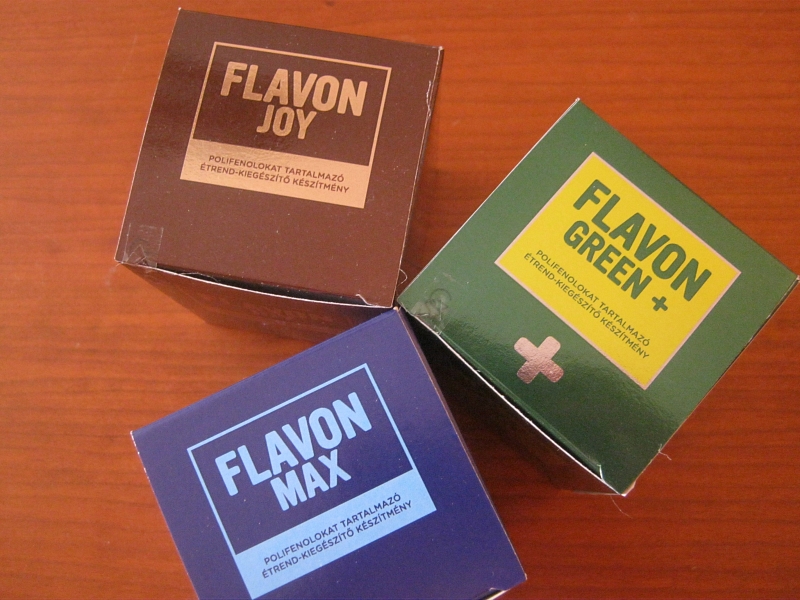 FLAVON
JOY
POLIFENOLOKAT TARTALMAZÓ
ÉTREND-KIEGÉSZÍTŐ KÉSZÍTMÉNY
FLAVON
GREEN +
POLIFENOLOKAT TARTALMAZÓ
ÉTREND-KIEGÉSZÍTŐ KÉSZÍTMÉNY
FLAVON
MAX
POLIFENOLOKAT TARTALMAZÓ
ÉTREND-KIEGÉSZÍTŐ KÉSZÍTMÉNY